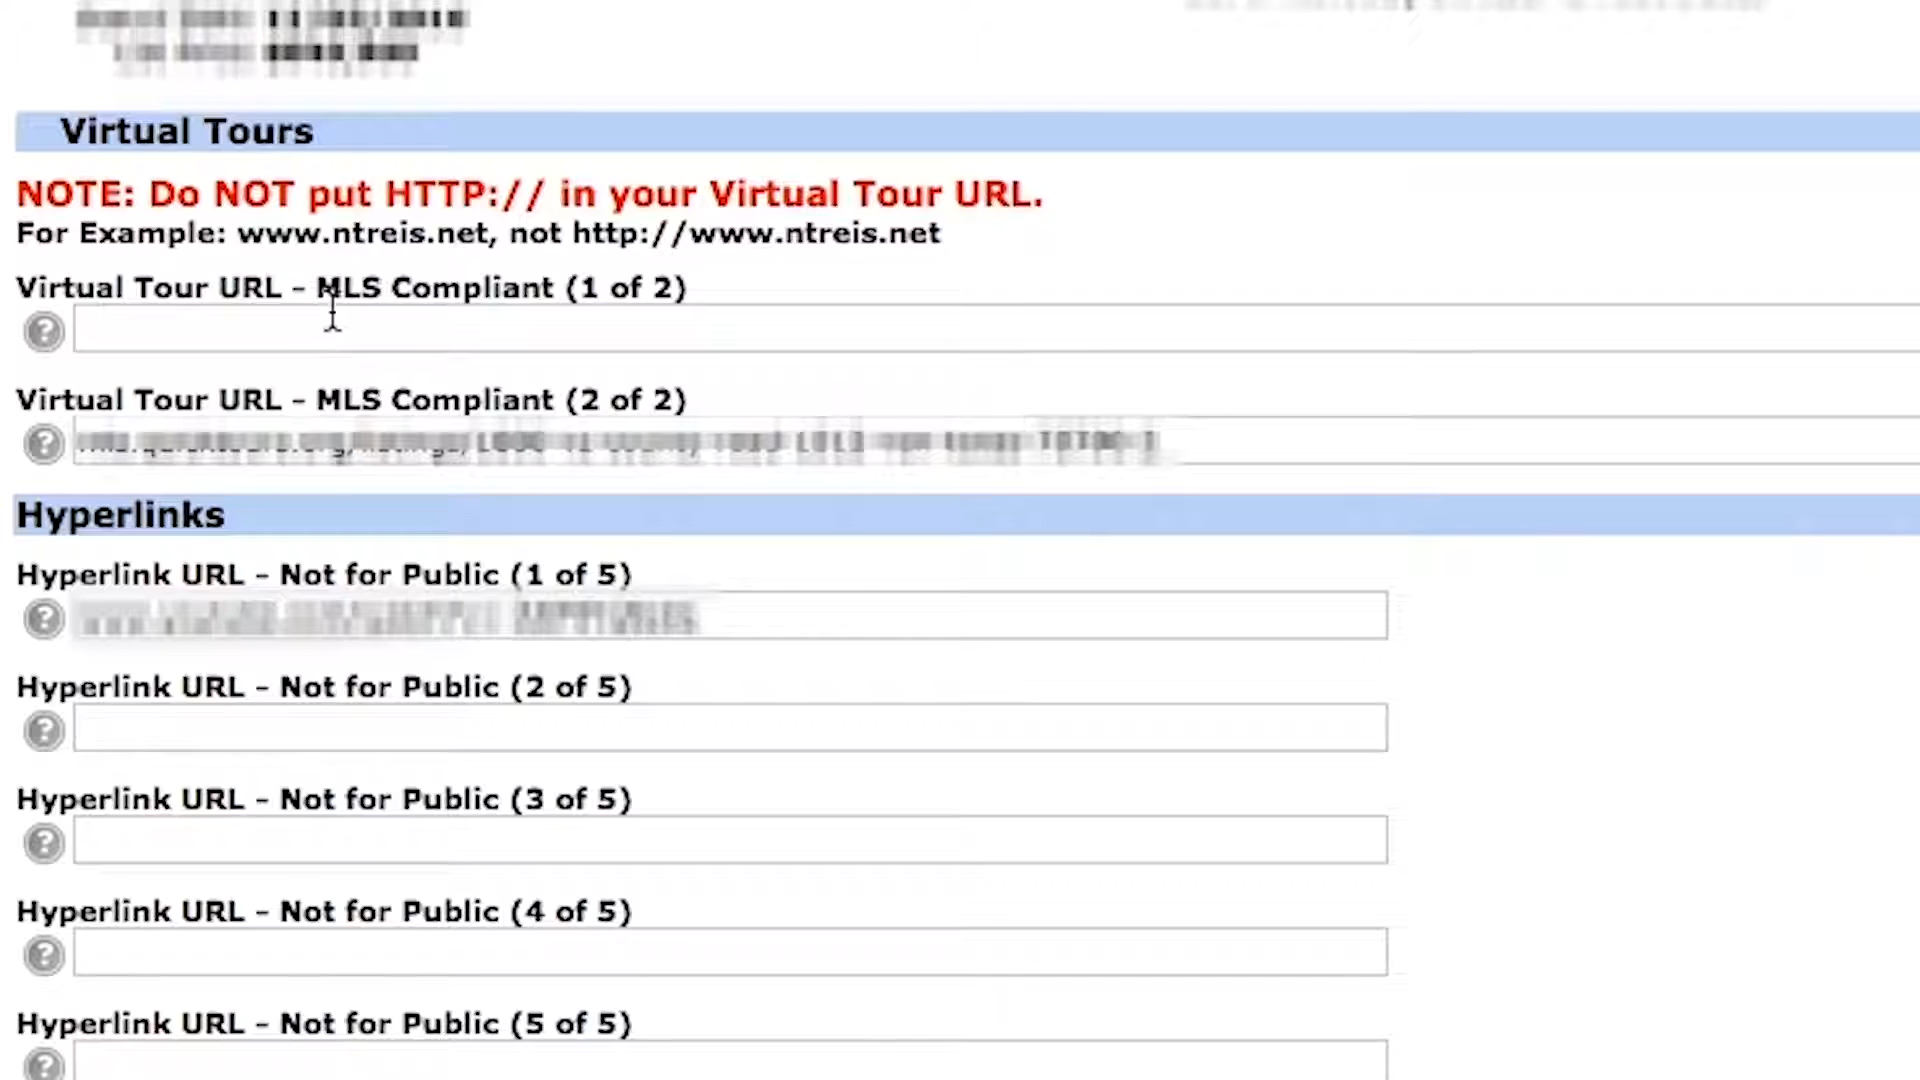 Virtual Tours
NOTE: Do NOT put HTTP:// in your Virtual Tour URL.
For Example: www.ntreis.net, not http://www.ntreis.net
Virtual Tour URL - MLS Compliant (1 of 2)
Virtual Tour URL - MLS Compliant (2 of 2)
Hyperlinks
Hyperlink URL - Not for Public (1 of 5)
Hyperlink URL - Not for Public (2 of 5)
Hyperlink URL - Not for Public (3 of 5)
Hyperlink URL - Not for Public (4 of 5)
Hyperlink URL - Not for Public (5 of 5)